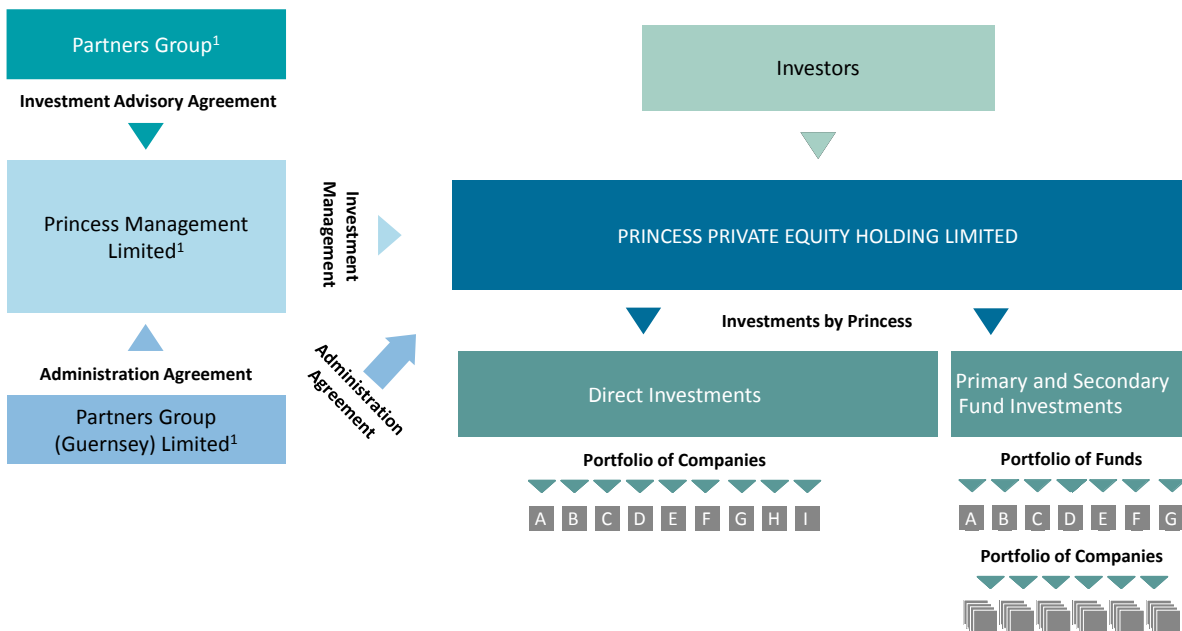 Partners Group1
Investment Advisory Agreement
Princess Management
Limited1
Administration Agreement
Partners Group
(Guernsey) Limited1
Investment
Management
Administration
Agreement
Investors
PRINCESS PRIVATE EQUITY HOLDING LIMITED
Investments by Princess
Direct Investments
Primary and Secondary
Fund Investments
Portfolio of Companies
A B C D E F G H I
Portfolio of Funds
A B C D E F G
Portfolio of Companies